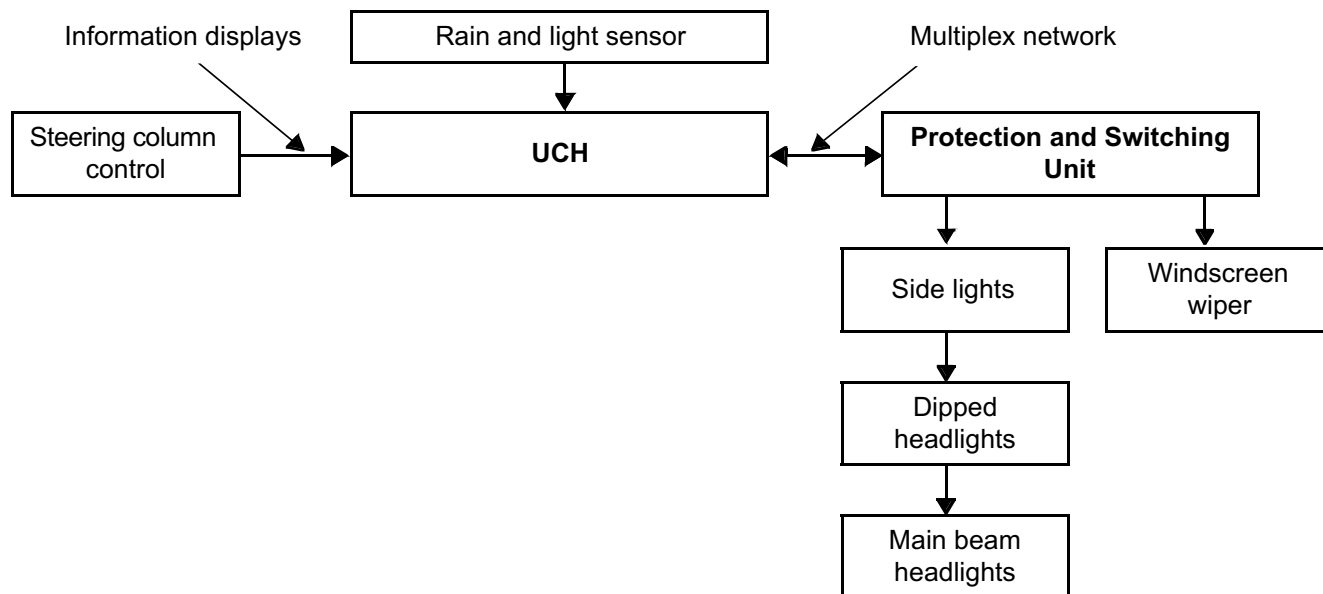 Information displays
Rain and light sensor
Multiplex network
Steering column
control
UCH
Protection and Switching
Unit
Side lights
Windscreen
wiper
Dipped
headlights
Main beam
headlights